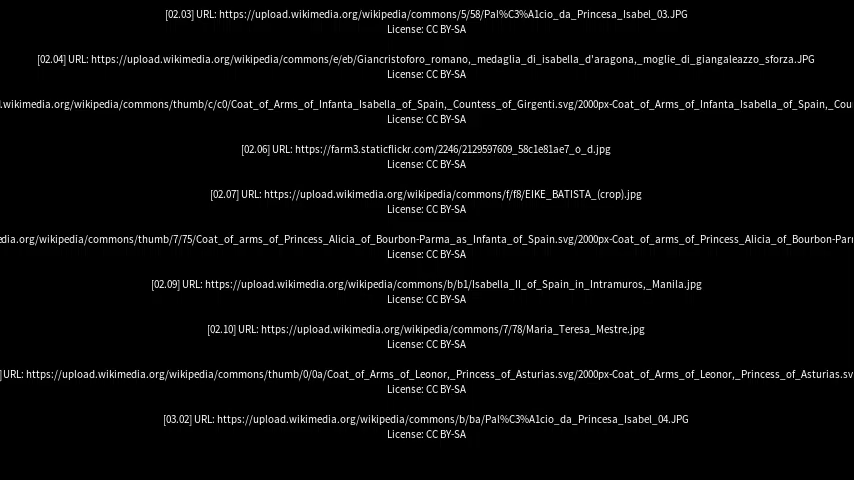 [02.03] URL: https://upload.wikimedia.org/wikipedia/commons/5/58/Pal%C3%A1cio_da_Princesa_Isabel_03.JPG
License: CC BY-SA
[02.04] URL: https://upload.wikimedia.org/wikipedia/commons/e/eb/Giancristoforo_romano,_medaglia_di_isabella_d'aragona,_moglie_di_giangaleazzo_sforza.JPG
License: CC BY-SA
.wikimedia.org/wikipedia/commons/thumb/c/c0/Coat_of_Arms_of_Infanta_Isabella_of_Spain,_Countess_of_Girgenti.svg/2000px-Coat_of_Arms_of_Infanta_Isabella_of_Spain,_Cou
License: CC BY-SA
[02.06] URL: https://farm3.staticflickr.com/2246/2129597609_58c1e81ae7_o_d.jpg
License: CC BY-SA
[02.07] URL: https://upload.wikimedia.org/wikipedia/commons/f/f8/EIKE_BATISTA_(crop).jpg
License: CC BY-SA
edia.org/wikipedia/commons/thumb/7/75/Coat_of_arms_of_Princess_Alicia_of_Bourbon-Parma_as_Infanta_of_Spain.svg/2000px-Coat_of_arms_of_Princess_Alicia_of_Bourbon-Parm
License: CC BY-SA
[02.09] URL: https://upload.wikimedia.org/wikipedia/commons/b/b1/Isabella_II_of_Spain_in_Intramuros,_Manila.jpg
License: CC BY-SA
[02.10] URL: https://upload.wikimedia.org/wikipedia/commons/7/78/Maria_Teresa_Mestre.jpg
License: CC BY-SA
] URL: https://upload.wikimedia.org/wikipedia/commons/thumb/0/0a/Coat_of_Arms_of_Leonor,_Princess_of_Asturias.svg/2000px-Coat_of_Arms_of_Leonor,_Princess_of_Asturias.sv
License: CC BY-SA
[03.02] URL: https://upload.wikimedia.org/wikipedia/commons/b/ba/Pal%C3%A1cio_da_Princesa_Isabel_04.JPG
License: CC BY-SA